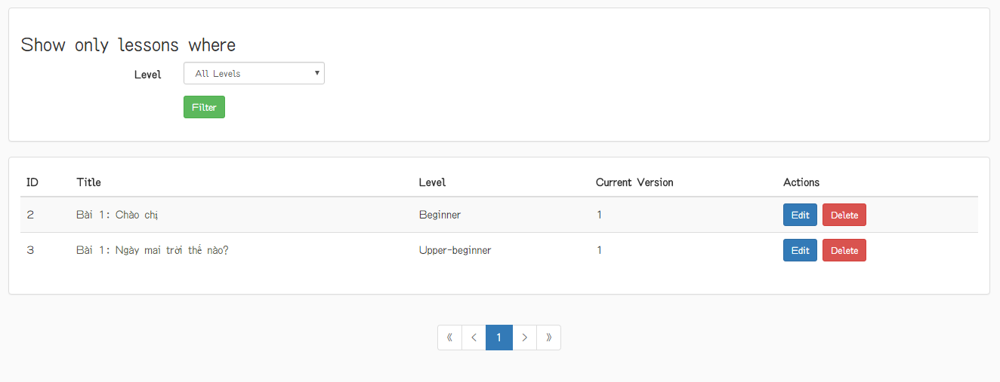 Show only lessons where
Level All Levels
Filter
ID Title Level Current Version Actions
2 Bài 1: Chào chị Beginner 1 Edit Delete
3 Bài 1: Ngày mai trời thế nào? Upper-beginner 1 Edit Delete
《 < 1 > 》